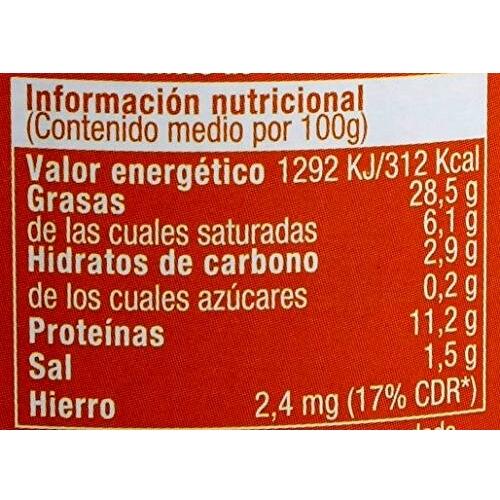 Información nutricional
(Contenido medio por 100g)
Valor energético 1292 KJ/312 Kcal
Grasas 28,5 g
de las cuales saturadas 6,1 g
Hidratos de carbono 2,9 g
de los cuales azúcares 0,2 g
Proteínas 11,2 g
Sal 1,5 g
Hierro 2,4 mg (17% CDR*)